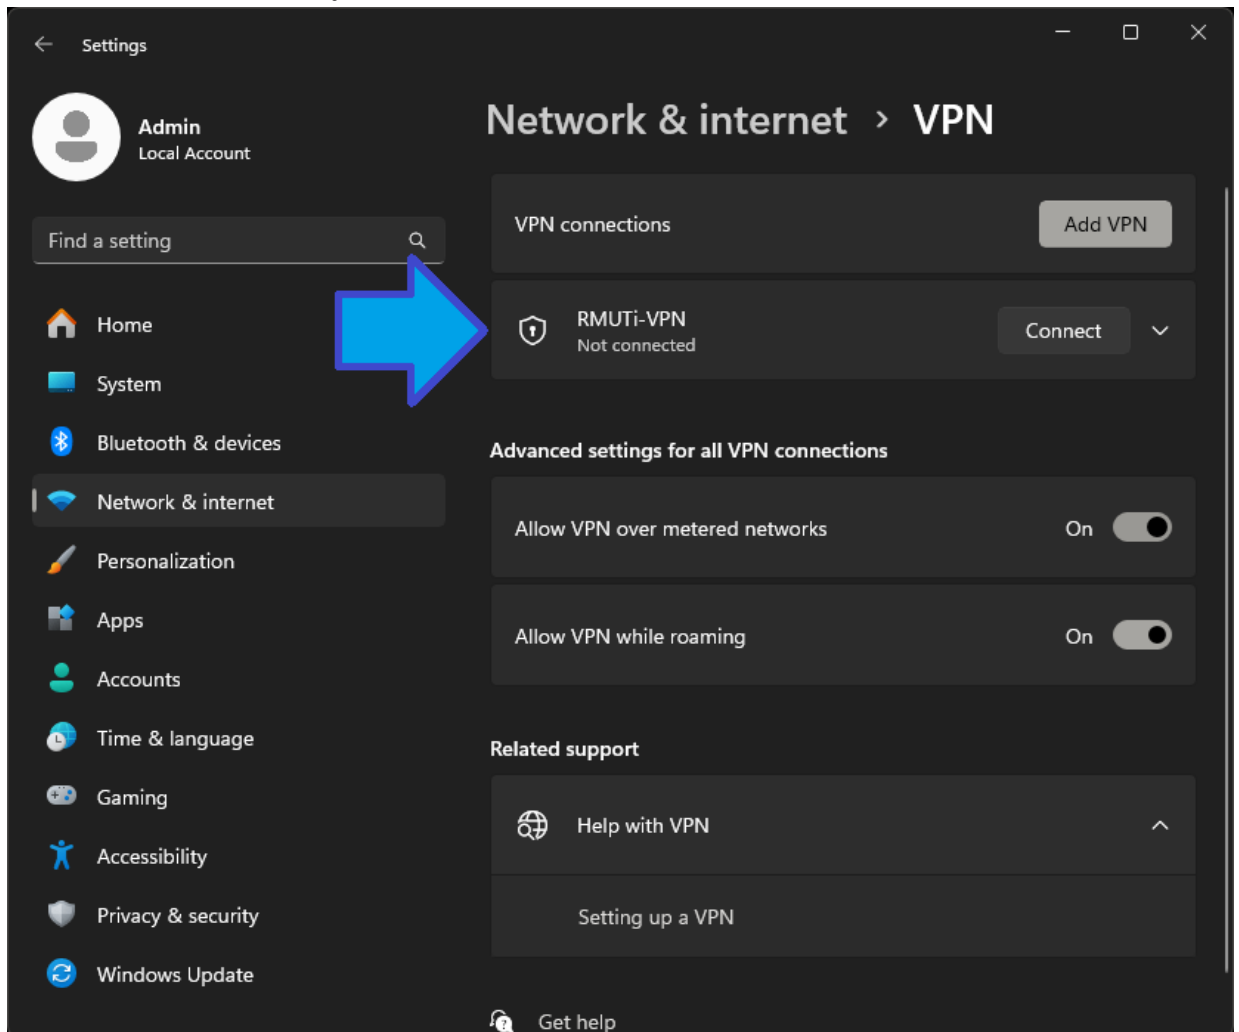 Settings
Admin
Local Account
Find a setting
Home
System
Bluetooth & devices
Network & internet
Personalization
Apps
Accounts
Time & language
Gaming
Accessibility
Privacy & security
Windows Update
Network & internet > VPN
VPN connections
Add VPN
RMUTi-VPN
Not connected
Connect
Advanced settings for all VPN connections
Allow VPN over metered networks
On
Allow VPN while roaming
On
Related support
Help with VPN
Setting up a VPN
Get help